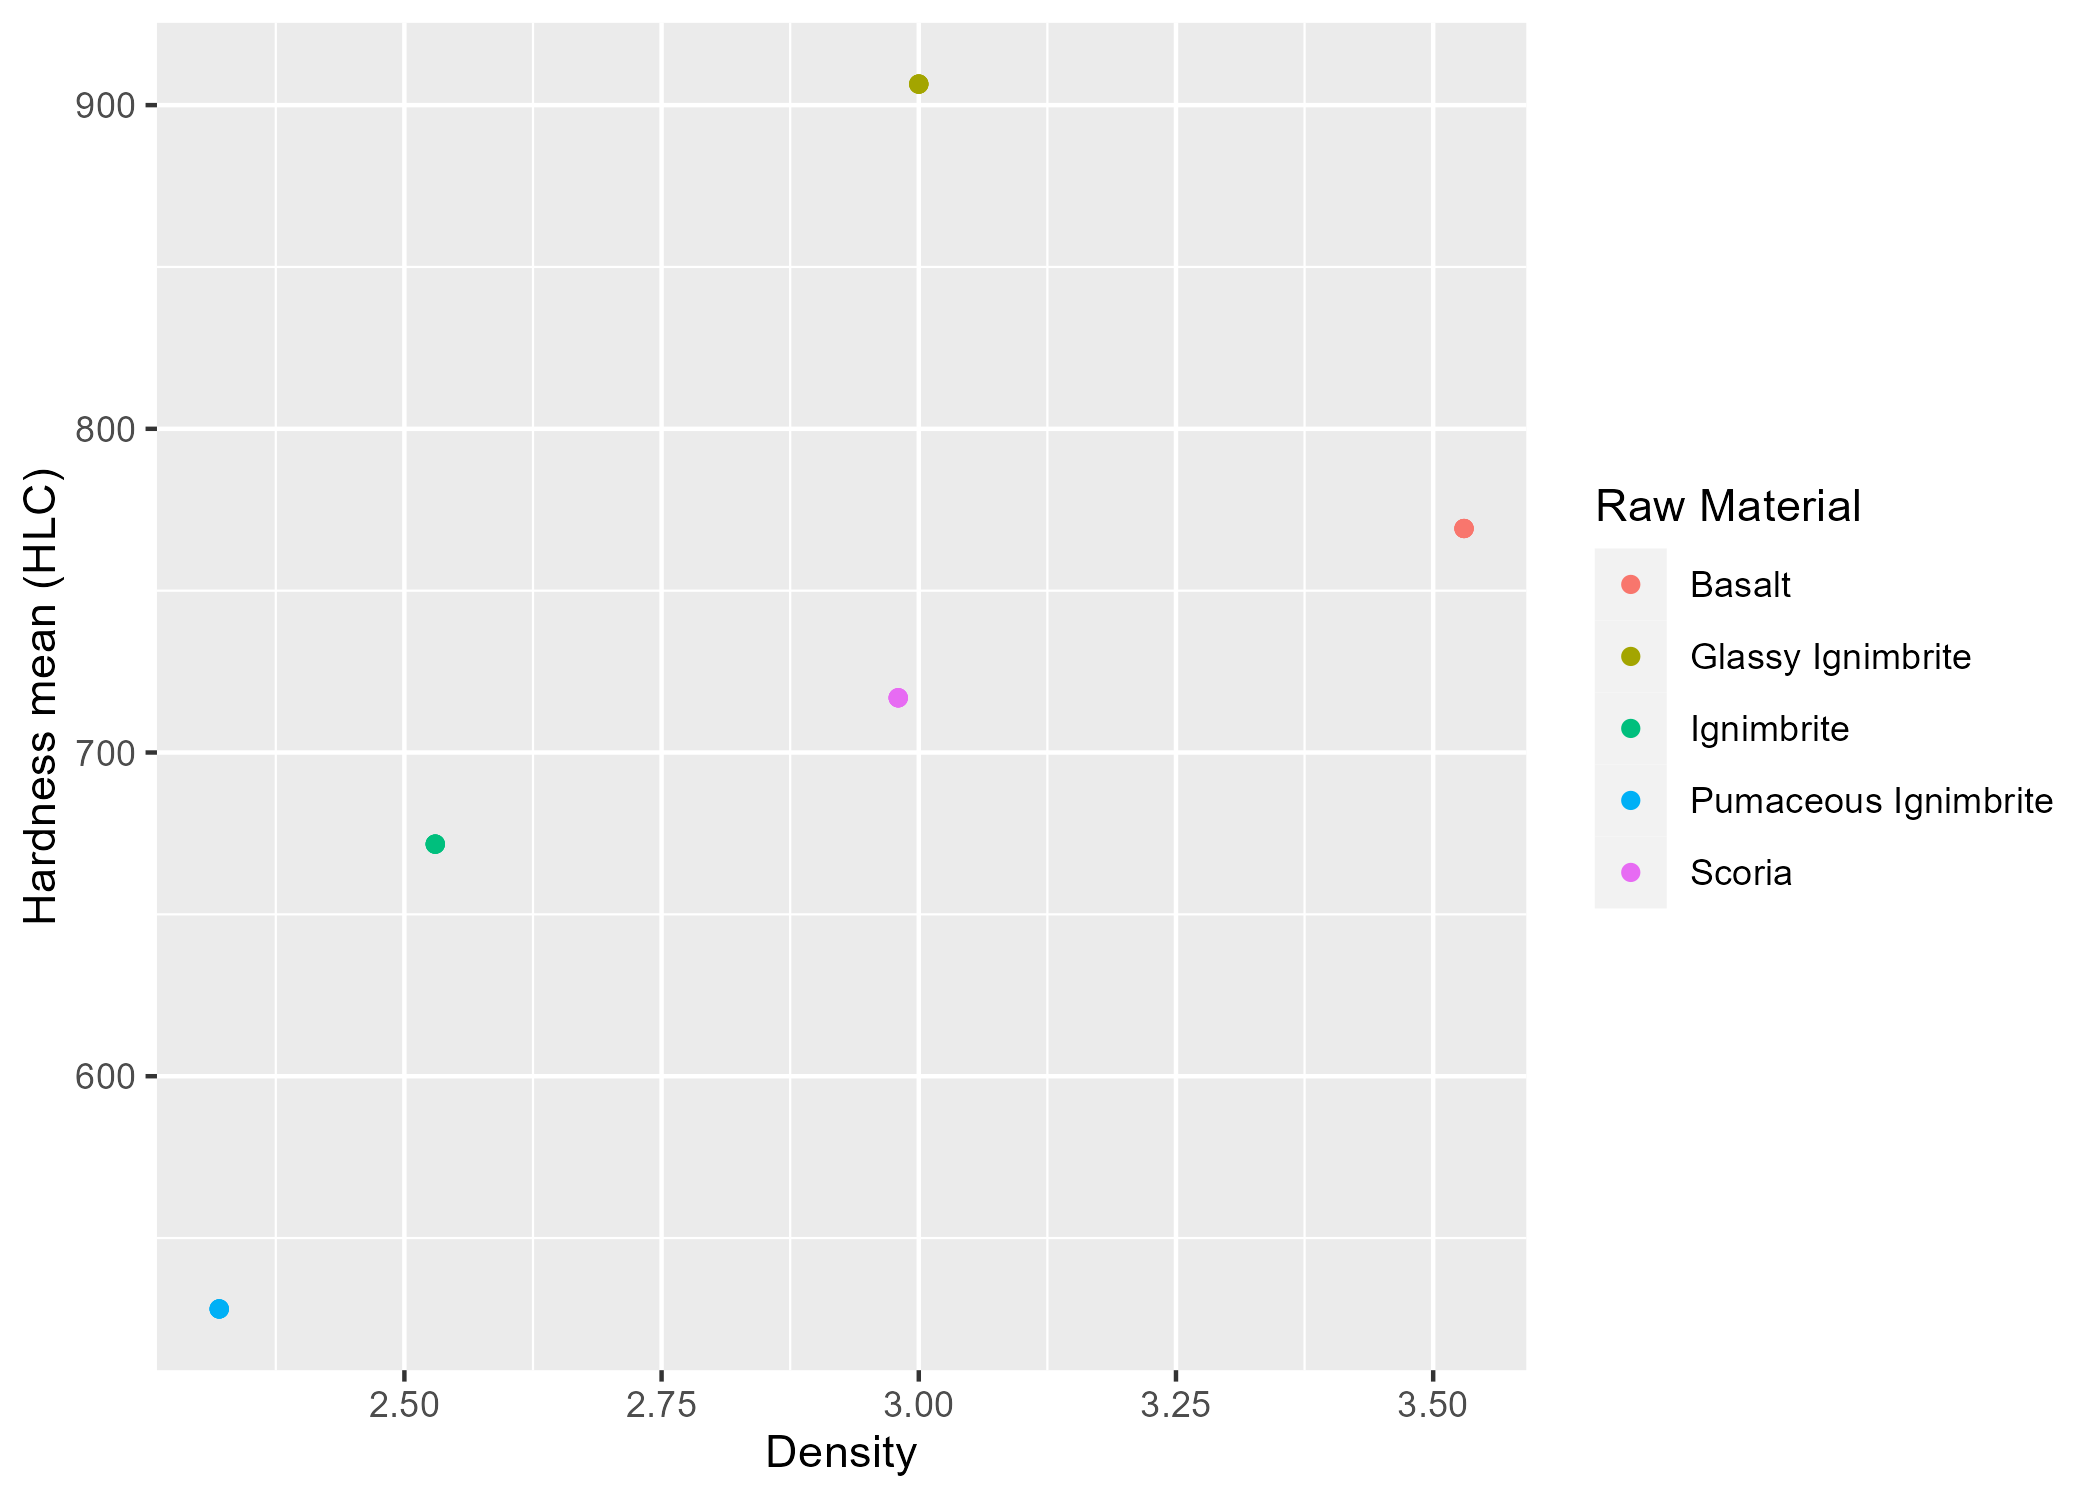 900
800
700
600
Hardness mean (HLC)
2.50 2.75 3.00 3.25 3.50
Density
Raw Material
Basalt
Glassy Ignimbrite
Ignimbrite
Pumaceous Ignimbrite
Scoria